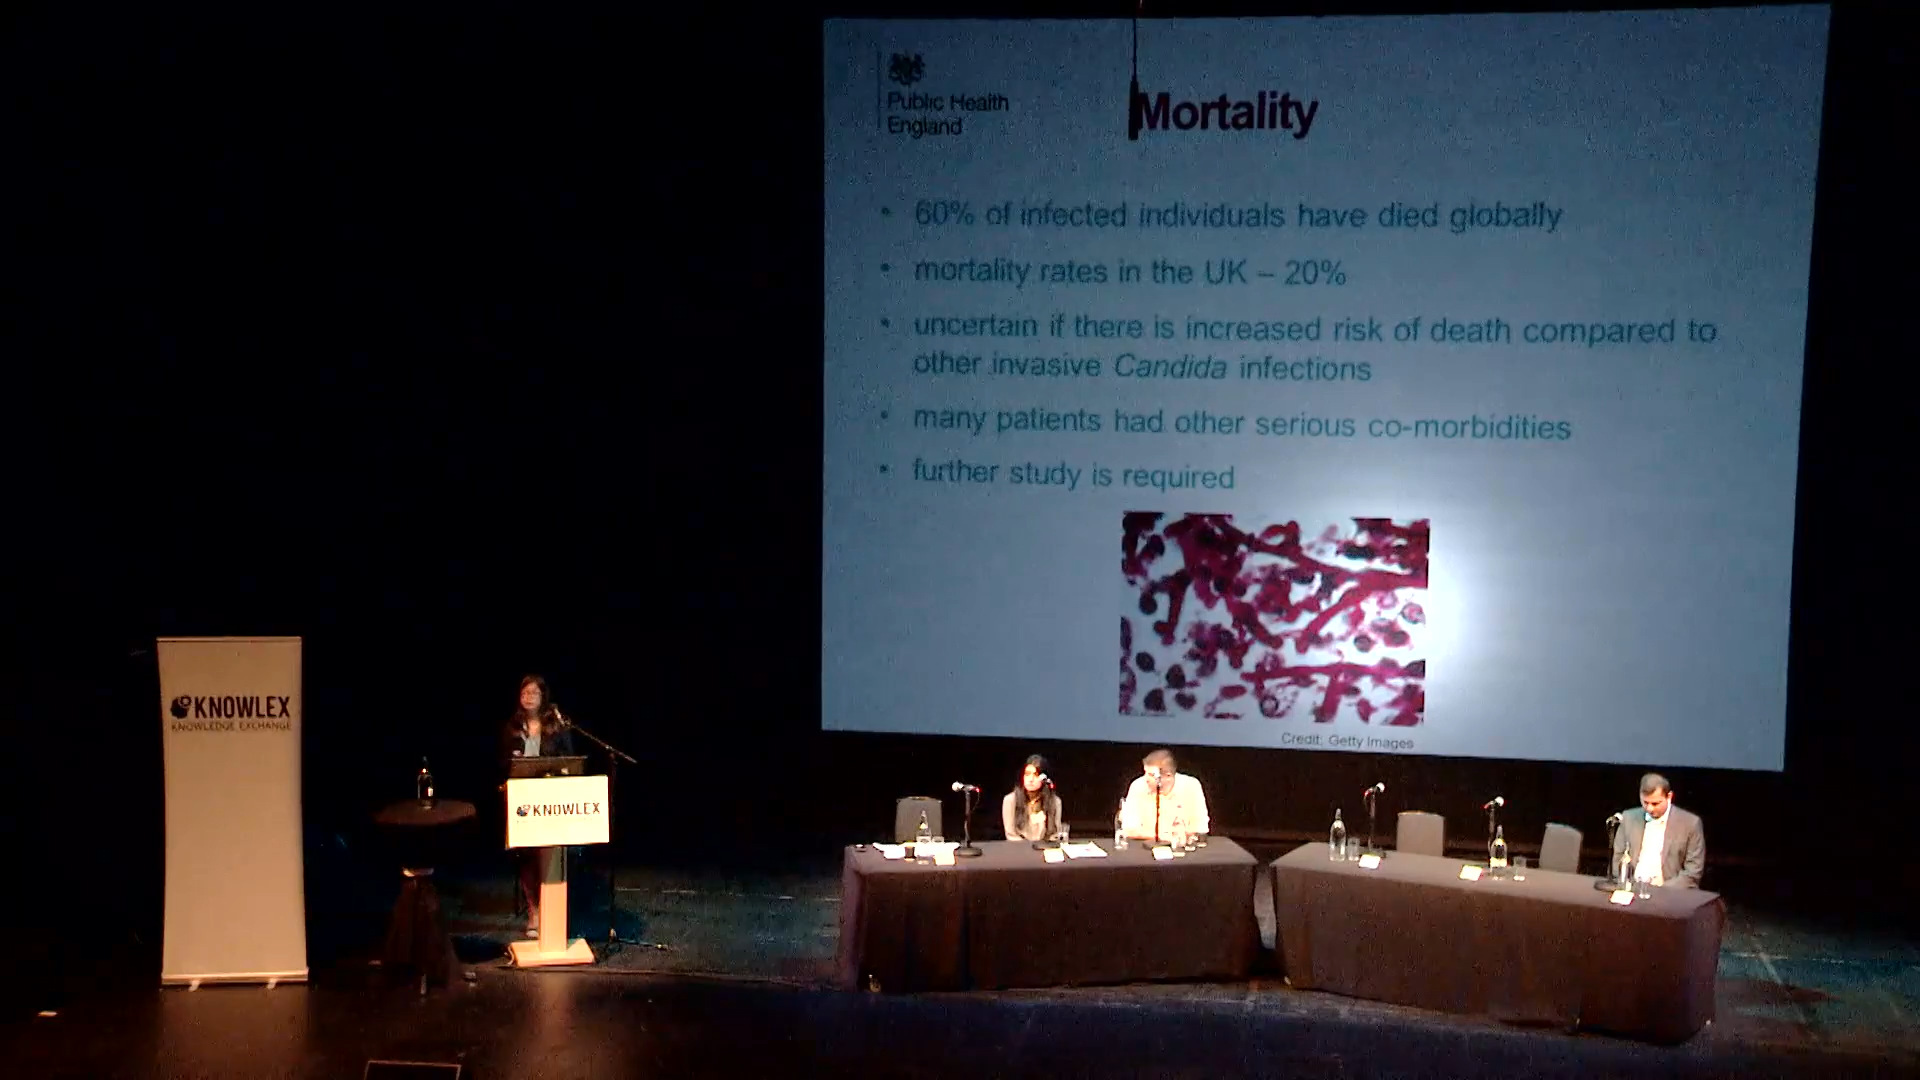 Public Health
England
Mortality
• 60% of infected individuals have died globally
• mortality rates in the UK – 20%
• uncertain if there is increased risk of death compared to
other invasive Candida infections
• many patients had other serious co-morbidities
• further study is required
Credit: Getty Images
KNOWLEX
KNOWLEDGE EXCHANGE
KNOWLEX